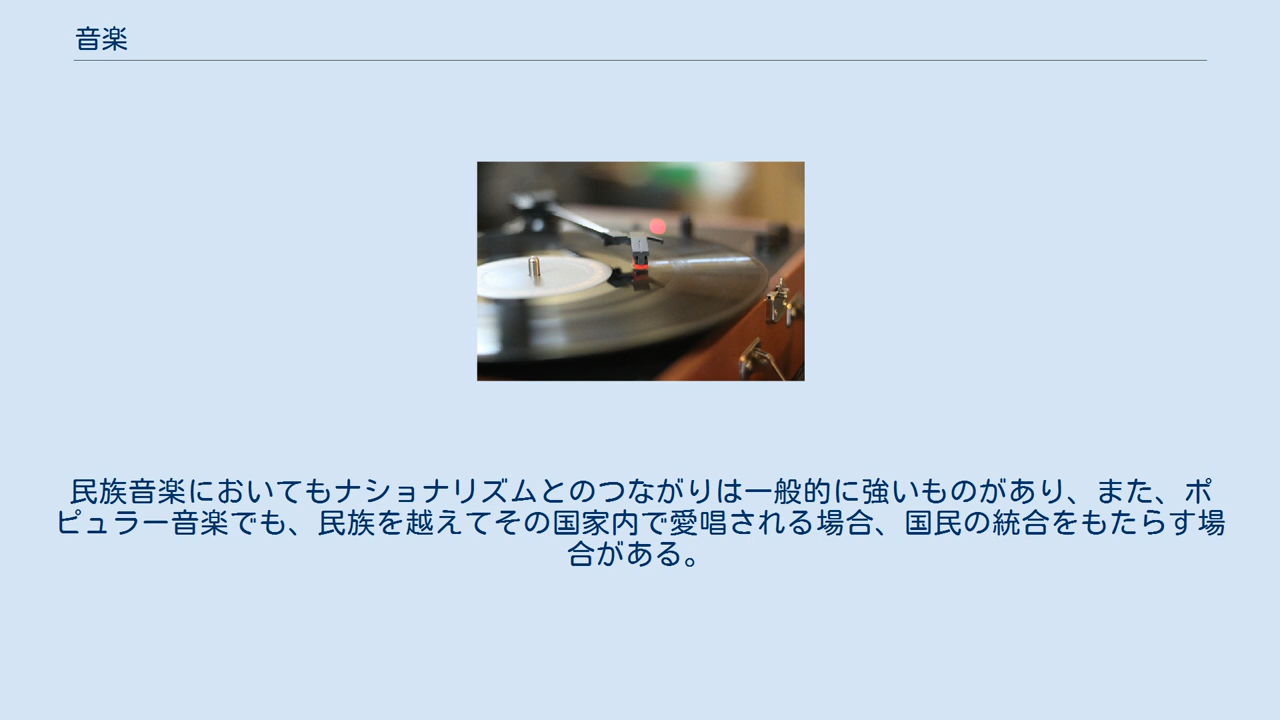 音楽
民族音楽においてもナショナリズムとのつながりは一般的に強いものがあり、また、ポ
ピュラー音楽でも、民族を越えてその国家内で愛唱される場合、国民の統合をもたらす場
合がある。